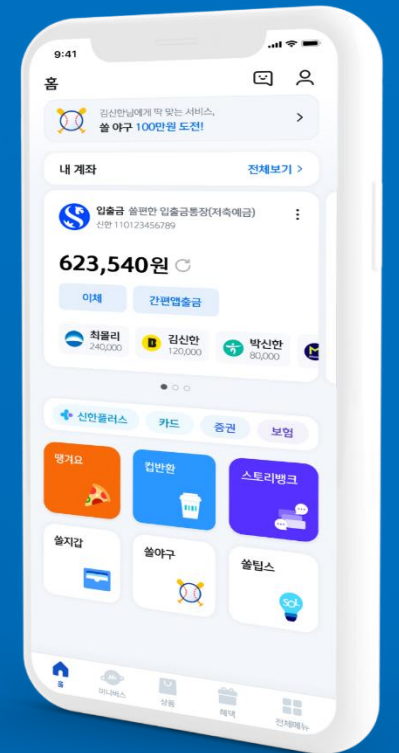 9:41
홈
김신한님에게 딱 맞는 서비스,
쏠 야구 100만원 도전!
내 계좌
전체보기 >
입출금 쏠편한 입출금통장(저축예금)
신한 110123456789
623,540원
이체
간편앱출금
최몰리
240,000
김신한
120,000
박신한
80,000
신한플러스
카드
증권
보험
땡겨요
컵반환
스토리뱅크
쏠지갑
쏠야구
쏠팁스
SOL
홈
머니버스
상품
혜택
전체메뉴